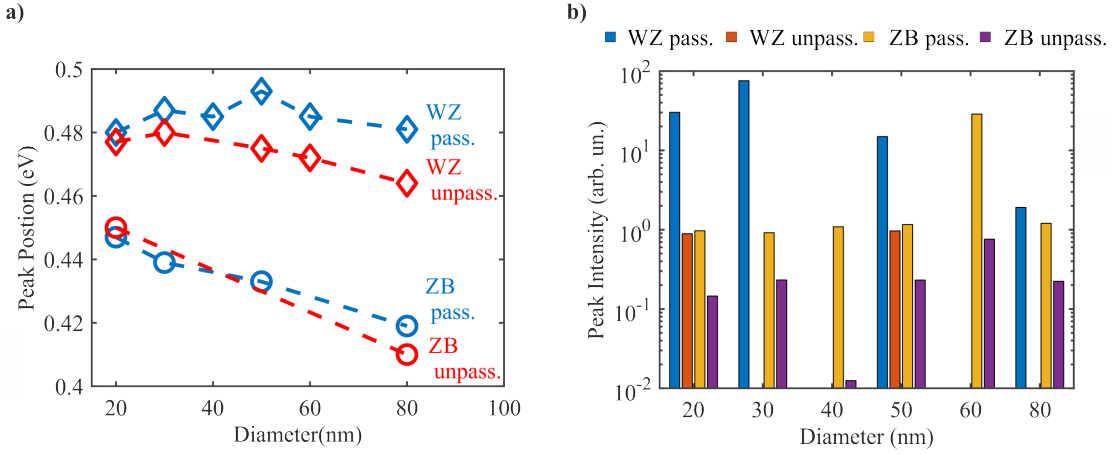 a)
0.5
0.48
0.46
0.44
0.42
0.4
Peak Postion (eV)
20
40
60
80
100
Diameter(nm)
WZ
pass.
WZ
unpass.
ZB
pass.
ZB
unpass.
b)
WZ pass. WZ unpass. ZB pass. ZB unpass.
10^2
10^1
10^0
10^-1
10^-2
Peak Intensity (arb. un.)
20
30
40
50
60
80
Diameter (nm)